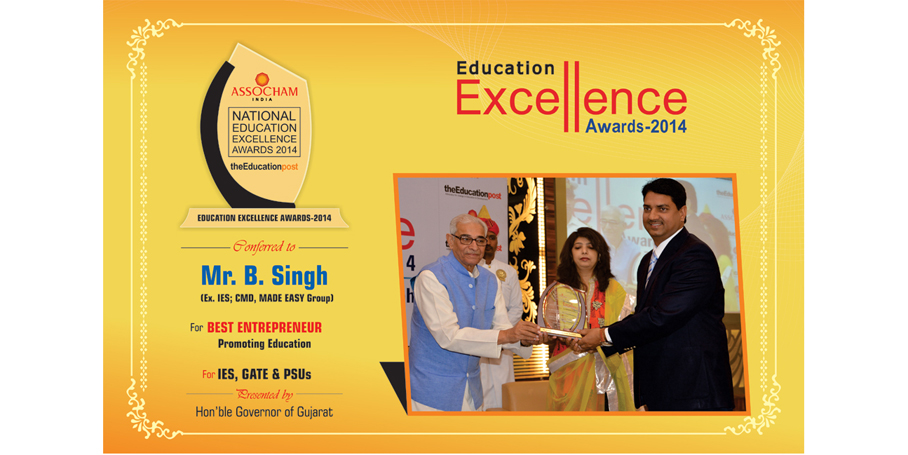 ASSOCHAM
INDIA
NATIONAL
EDUCATION
EXCELLENCE
AWARDS 2014
theEducationpost
EDUCATION EXCELLENCE AWARDS-2014
Conferred to
Mr. B. Singh
(Ex. IES; CMD, MADE EASY Group)
For BEST ENTREPRENEUR
Promoting Education
For IES, GATE & PSUs
Presented by
Hon'ble Governor of Gujarat
Education
Excellence
Awards-2014
theEducationpost